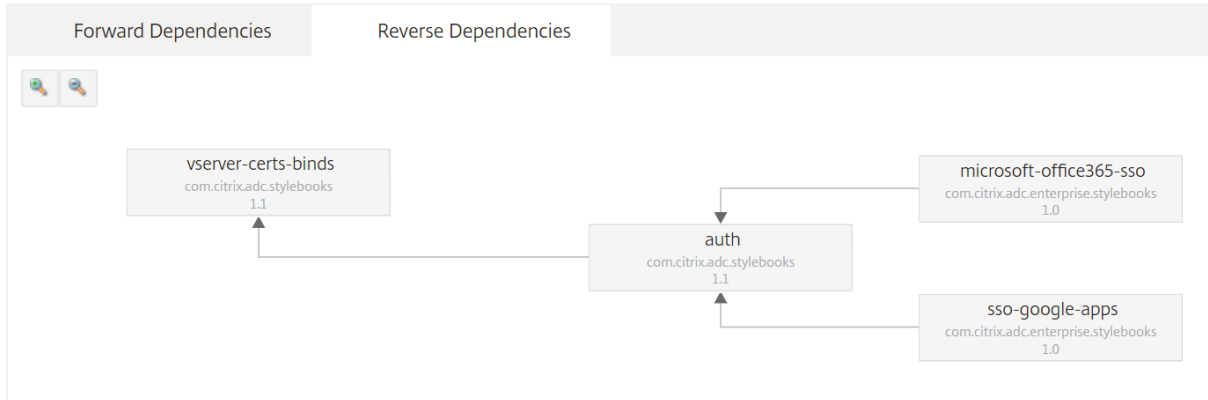 Forward Dependencies
Reverse Dependencies
vserver-certs-binds
com.citrix.adc.stylebooks
1.1
microsoft-office365-sso
com.citrix.adc.enterprise.stylebooks
1.0
auth
com.citrix.adc.stylebooks
1.1
sso-google-apps
com.citrix.adc.enterprise.stylebooks
1.0